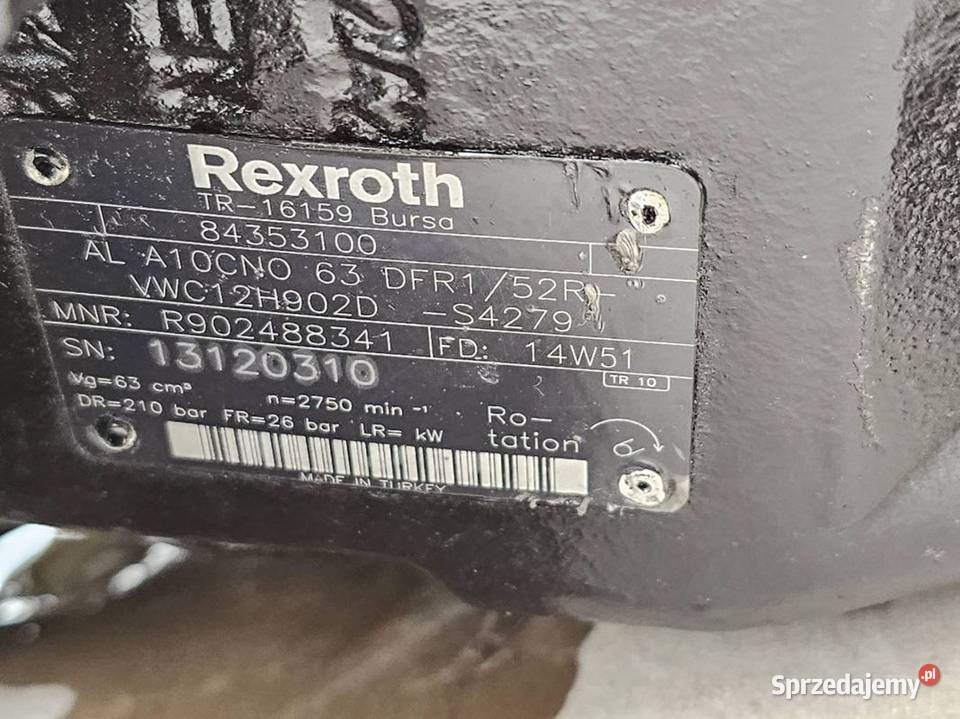 Rexroth
TR-16159 Bursa
84353100
AL A10CNO 63 DFR1/52R-
VWC12H902D -S4279
MNR: R902488341 FD: 14W51
SN: 13120310 TR 10
Vg=63 cm³ n=2750 min -1
DR=210 bar FR=26 bar LR= kW
Ro-
tation
MADE IN TURKEY
Sprzedajemy.pl